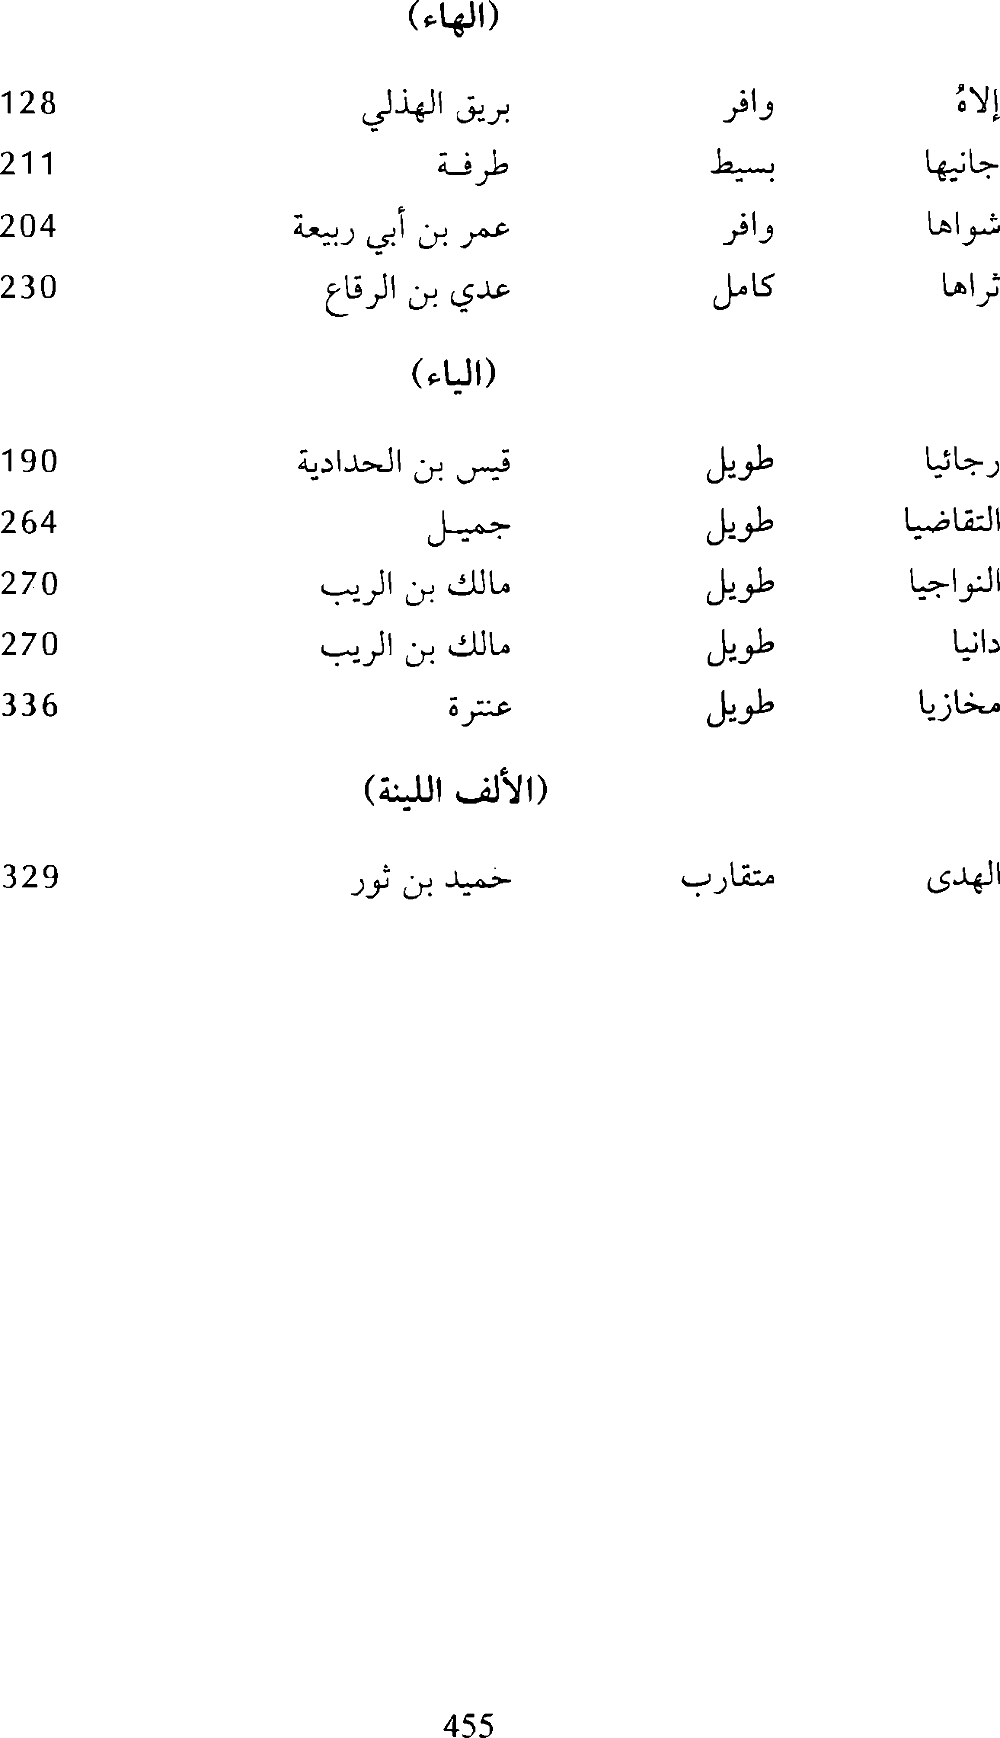 (الهاء)
إلاهُ وافر بريق الهذلي 128
جانيها بسيط طرفة 211
شواها وافر عمر بن أبي ربيعة 204
ثراها كامل عدي بن الرقاع 230
(الياء)
رجائيا طويل قيس بن الحدادية 190
التقاضيا طويل جميل 264
النواجيا طويل مالك بن الريب 270
دانيا طويل مالك بن الريب 270
مخازيا طويل عنترة 336
(الألف اللينة)
الهدى متقارب حميد بن ثور 329
455